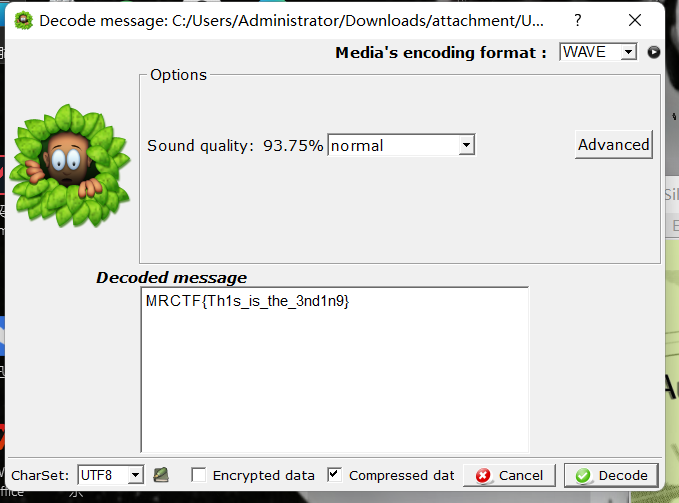 Decode message: C:/Users/Administrator/Downloads/attachment/U...
?
Media's encoding format : WAVE
Options
Sound quality: 93.75% normal
Advanced
Decoded message
MRCTF{Th1s_is_the_3nd1n9}
CharSet: UTF8 Encrypted data Compressed dat Cancel Decode
ffice